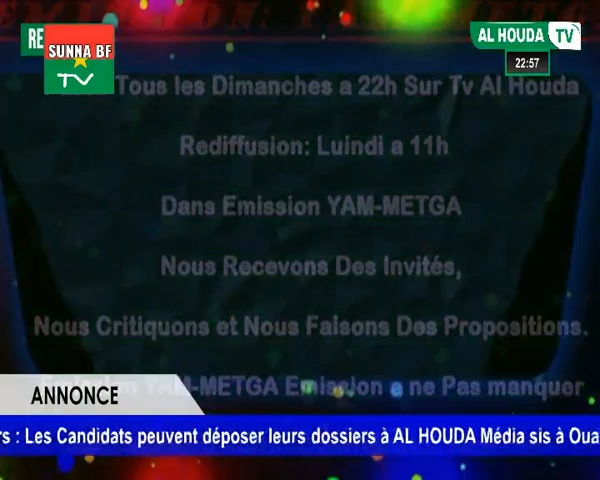 RE
SUNNA BF
TV
AL HOUDA TV
22:57
Tous les Dimanches a 22h Sur Tv Al Houda
Rediffusion: Luindi a 11h
Dans Emission YAM-METGA
Nous Recevons Des Invités,
Nous Critiquons et Nous Faisons Des Propositions.
YAM-METGA Emission a ne Pas manquer
ANNONCE
rs : Les Candidats peuvent déposer leurs dossiers à AL HOUDA Média sis à Oua